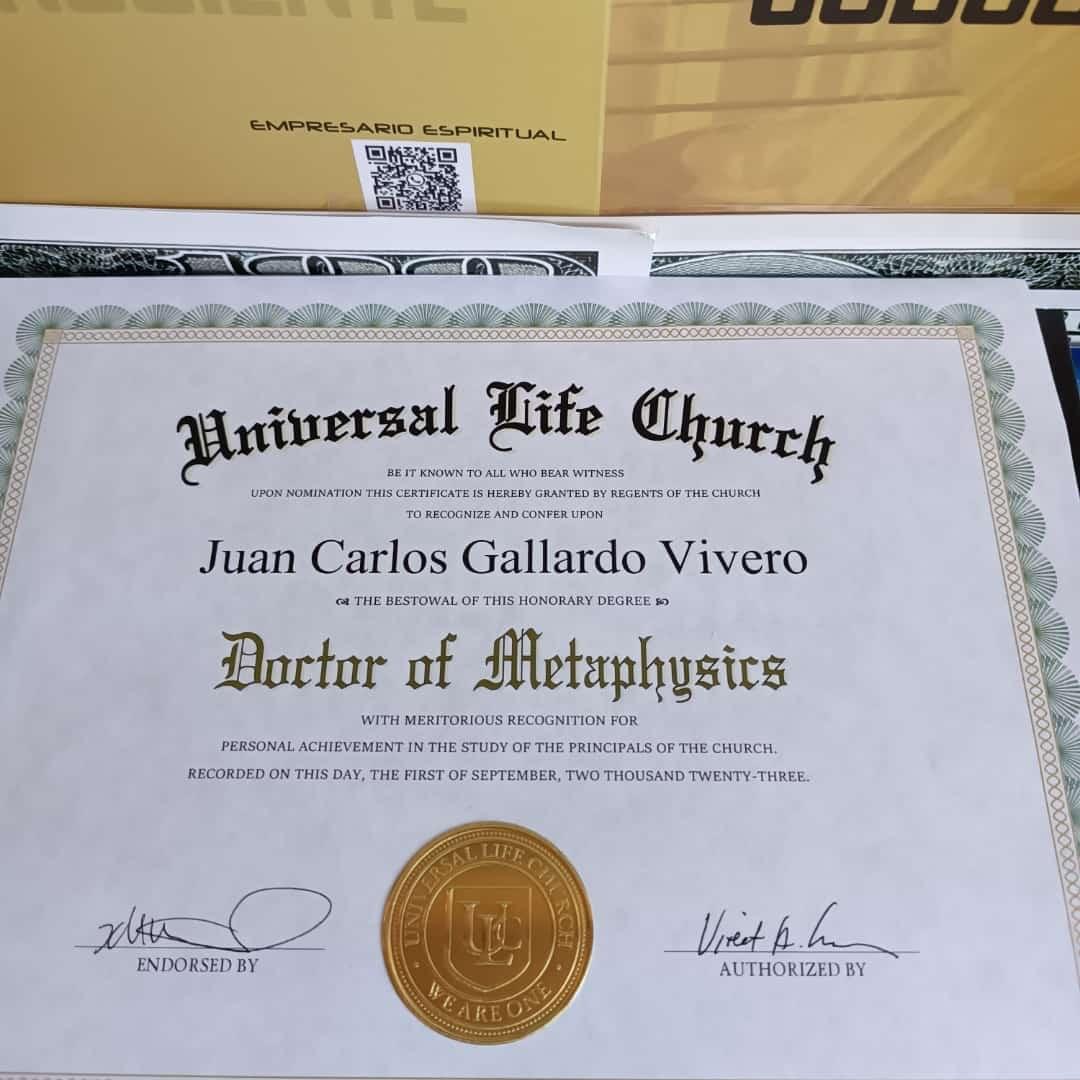 EMPRESARIO ESPIRITUAL
100
Universal Life Church
BE IT KNOWN TO ALL WHO BEAR WITNESS
UPON NOMINATION THIS CERTIFICATE IS HEREBY GRANTED BY REGENTS OF THE CHURCH
TO RECOGNIZE AND CONFER UPON
Juan Carlos Gallardo Vivero
THE BESTOWAL OF THIS HONORARY DEGREE
Doctor of Metaphysics
WITH MERITORIOUS RECOGNITION FOR
PERSONAL ACHIEVEMENT IN THE STUDY OF THE PRINCIPALS OF THE CHURCH.
RECORDED ON THIS DAY, THE FIRST OF SEPTEMBER, TWO THOUSAND TWENTY-THREE.
UNIVERSAL LIFE CHURCH
ULC
WE ARE ONE
ENDORSED BY
AUTHORIZED BY